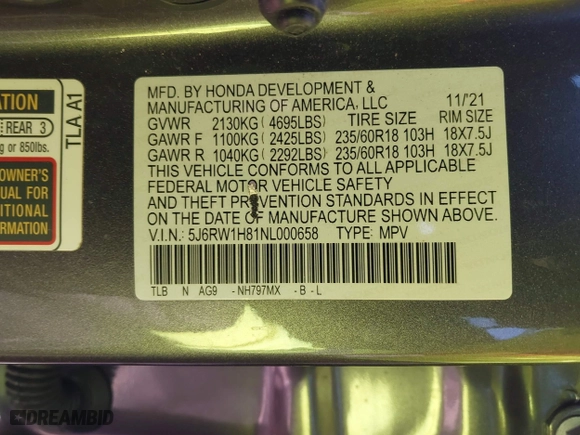 MFD. BY HONDA DEVELOPMENT &
MANUFACTURING OF AMERICA, LLC 11/'21
GVWR 2130KG ( 4695LBS) TIRE SIZE RIM SIZE
GAWR F 1100KG ( 2425LBS) 235/60R18 103H 18X7.5J
GAWR R 1040KG ( 2292LBS) 235/60R18 103H 18X7.5J
THIS VEHICLE CONFORMS TO ALL APPLICABLE
FEDERAL MOTOR VEHICLE SAFETY
AND THEFT PREVENTION STANDARDS IN EFFECT
ON THE DATE OF MANUFACTURE SHOWN ABOVE.
V.I.N.: 5J6RW1H81NL000658 TYPE: MPV
TLB N AG9 -NH797MX -B-L
ATION
REAR 3
g or 850lbs.
OWNER'S
UAL FOR
ITIONAL
RMATION
TLA A1
DREAMBID